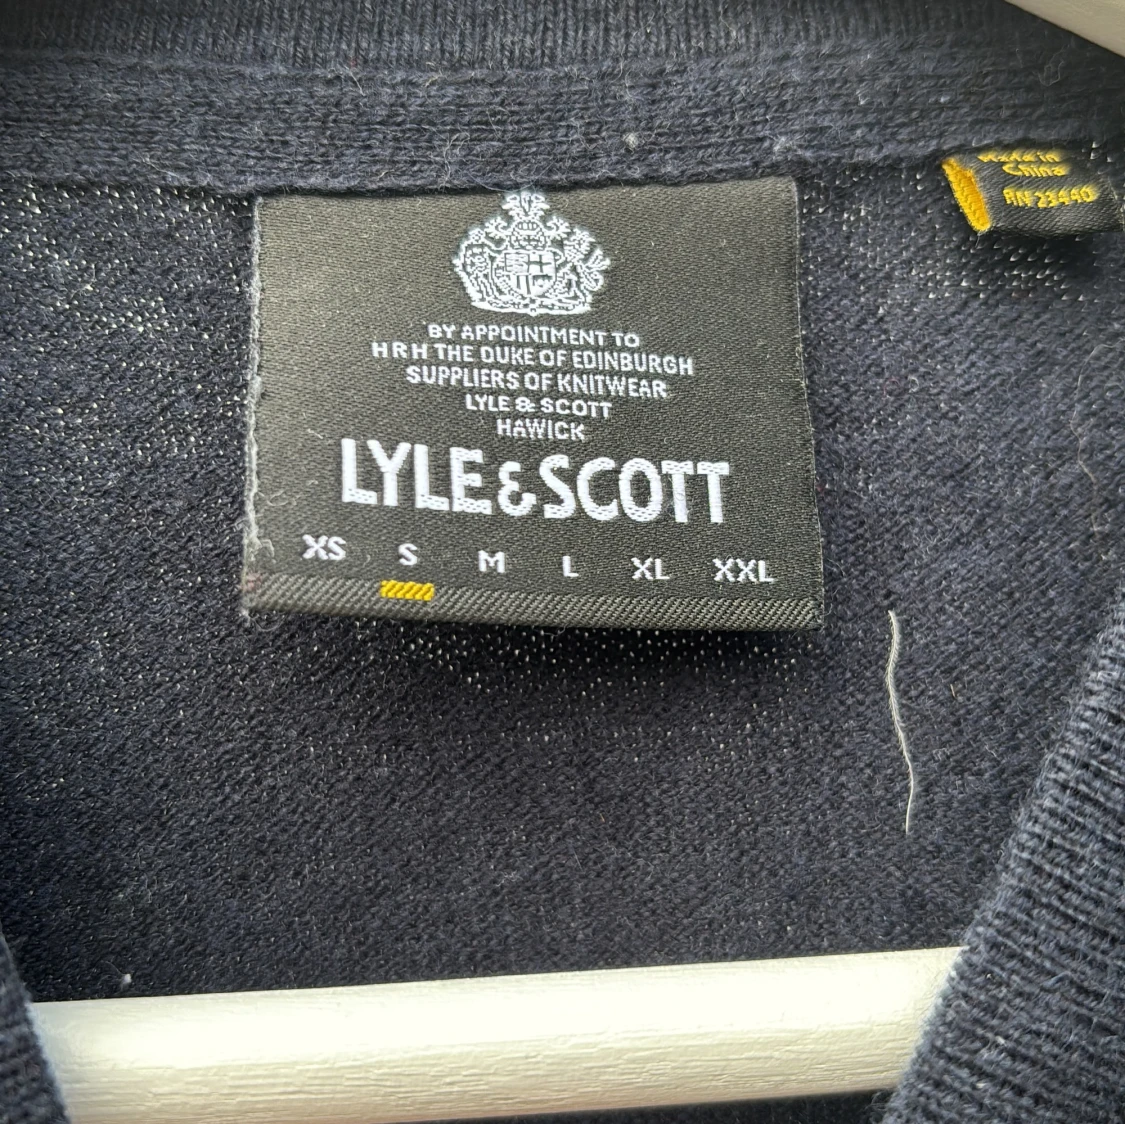 BY APPOINTMENT TO
HRH THE DUKE OF EDINBURGH
SUPPLIERS OF KNITWEAR
LYLE & SCOTT
HAWICK
LYLE & SCOTT
XS S M L XL XXL
Made in
China
RN 23440